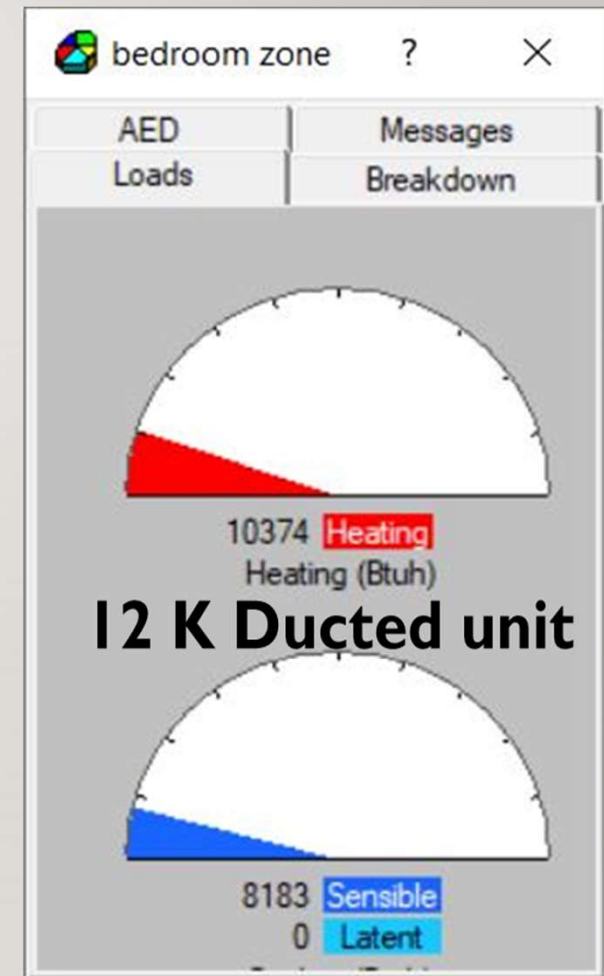 bedroom zone ?
AED Messages
Loads Breakdown
10374 Heating
Heating (Btuh)
12 K Ducted unit
8183 Sensible
0 Latent